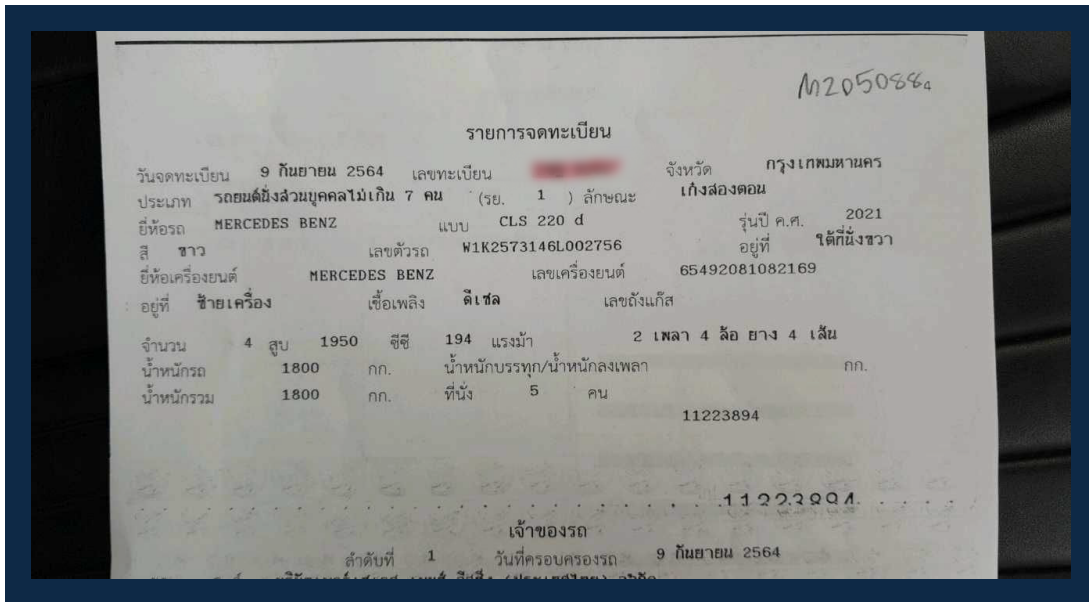 M205088
รายการจดทะเบียน
วันจดทะเบียน 9 กันยายน 2564 เลขทะเบียน จังหวัด กรุงเทพมหานคร
ประเภท รถยนต์นั่งส่วนบุคคลไม่เกิน 7 คน (รย. 1 ) ลักษณะ เก๋งสองตอน
ยี่ห้อรถ MERCEDES BENZ แบบ CLS 220 d รุ่นปี ค.ศ. 2021
สี ขาว เลขตัวรถ W1K2573146L002756 อยู่ที่ ใต้ที่นั่งขวา
ยี่ห้อเครื่องยนต์ MERCEDES BENZ เลขเครื่องยนต์ 65492081082169
อยู่ที่ ซ้ายเครื่อง เชื้อเพลิง ดีเซล เลขถังแก๊ส
จำนวน 4 สูบ 1950 ซีซี 194 แรงม้า 2 เพลา 4 ล้อ ยาง 4 เส้น
น้ำหนักรถ 1800 กก. น้ำหนักบรรทุก/น้ำหนักลงเพลา กก.
น้ำหนักรวม 1800 กก. ที่นั่ง 5 คน
11223894
11223894
เจ้าของรถ
ลำดับที่ 1 วันที่ครอบครองรถ 9 กันยายน 2564